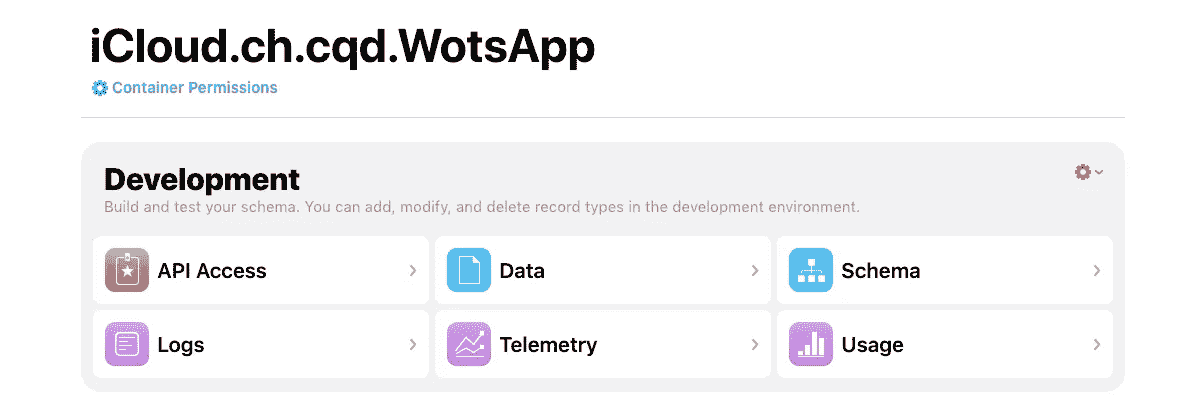 iCloud.ch.cqd.WotsApp
Container Permissions
Development
Build and test your schema. You can add, modify, and delete record types in the development environment.
API Access
Data
Schema
Logs
Telemetry
Usage